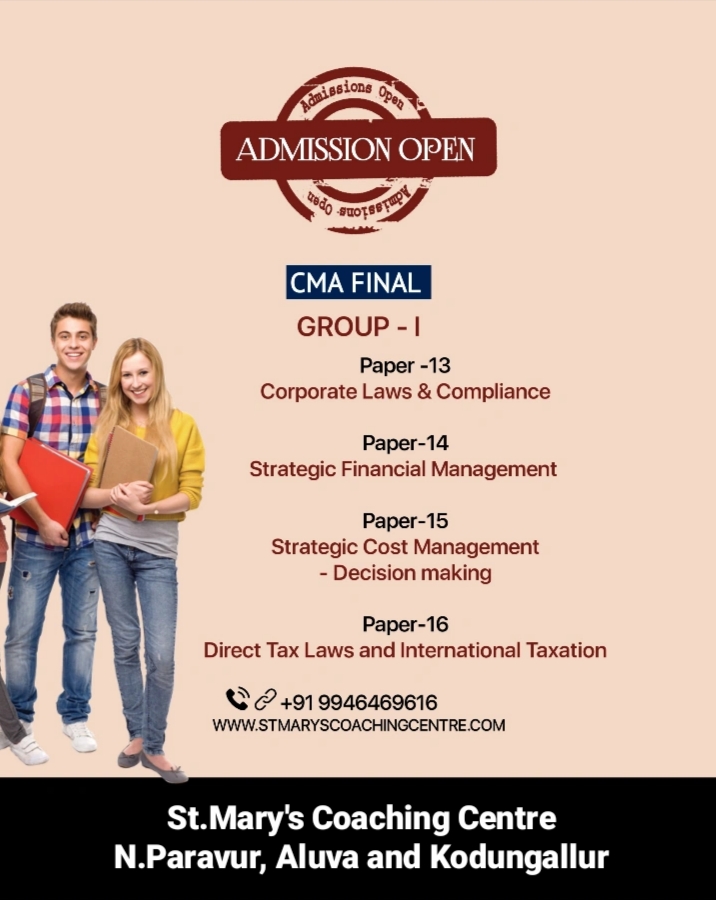 Admissions Open
ADMISSION OPEN
Admissions Open
CMA FINAL
GROUP - I
Paper -13
Corporate Laws & Compliance
Paper-14
Strategic Financial Management
Paper-15
Strategic Cost Management
- Decision making
Paper-16
Direct Tax Laws and International Taxation
+91 9946469616
WWW.STMARYSCOACHINGCENTRE.COM
St.Mary's Coaching Centre
N.Paravur, Aluva and Kodungallur